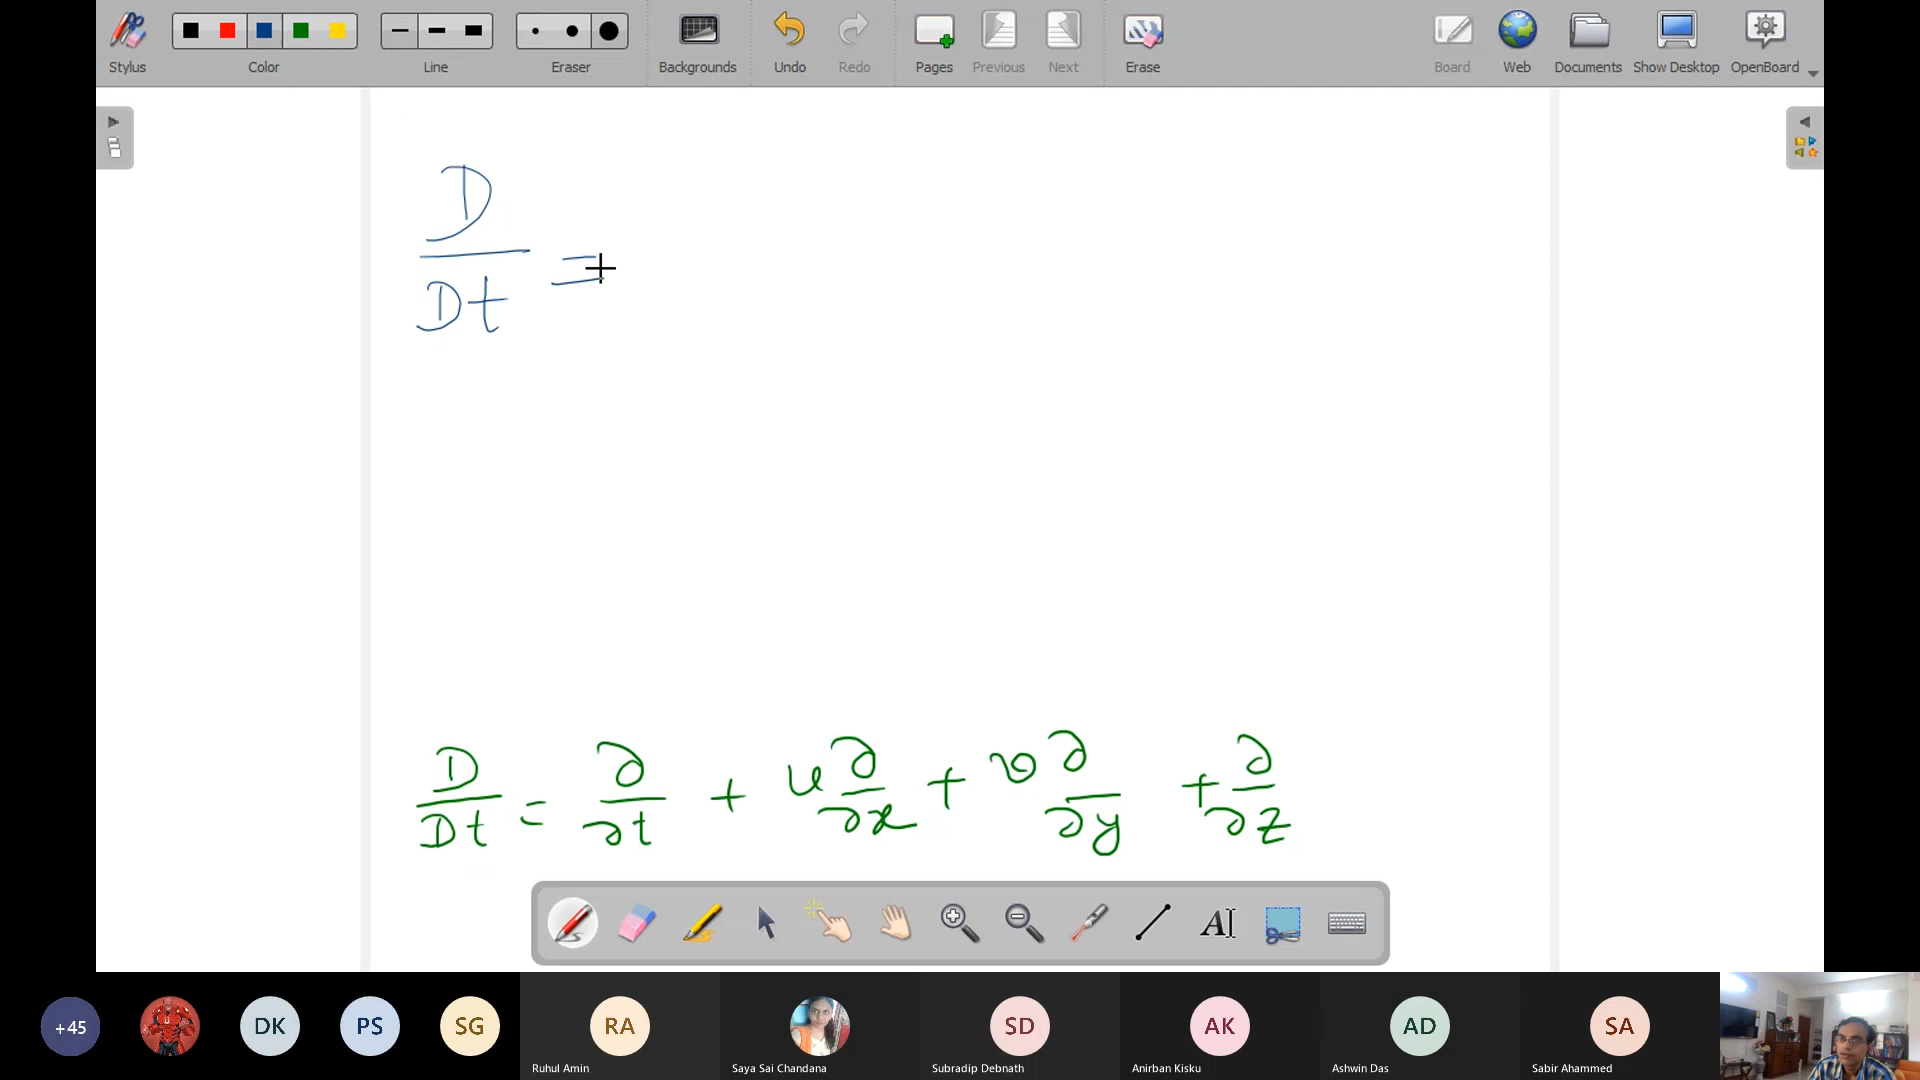 Stylus Color Line Eraser Backgrounds Undo Redo Pages Previous Next Erase Board Web Documents Show Desktop OpenBoard
D/Dt =
D/Dt = ∂/∂t + u ∂/∂x + v ∂/∂y + ∂/∂z
AI
+45 DK PS SG RA SD AK AD SA
Ruhul Amin Saya Sai Chandana Subradip Debnath Anirban Kisku Ashwin Das Sabir Ahammed